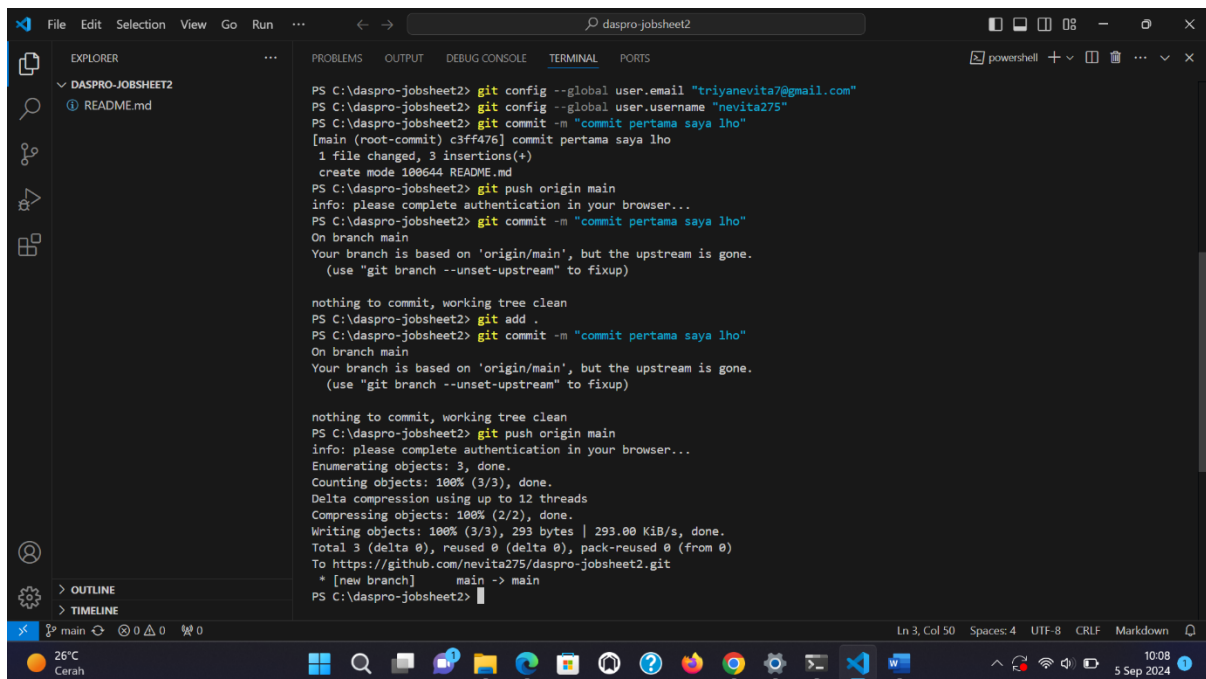 File Edit Selection View Go Run ···
daspro-jobsheet2
EXPLORER ···
DASPRO-JOBSHEET2
README.md
OUTLINE
TIMELINE
PROBLEMS OUTPUT DEBUG CONSOLE TERMINAL PORTS
powershell
PS C:\daspro-jobsheet2> git config --global user.email "triyanevita7@gmail.com"
PS C:\daspro-jobsheet2> git config --global user.username "nevita275"
PS C:\daspro-jobsheet2> git commit -m "commit pertama saya lho"
[main (root-commit) c3ff476] commit pertama saya lho
1 file changed, 3 insertions(+)
create mode 100644 README.md
PS C:\daspro-jobsheet2> git push origin main
info: please complete authentication in your browser...
PS C:\daspro-jobsheet2> git commit -m "commit pertama saya lho"
On branch main
Your branch is based on 'origin/main', but the upstream is gone.
(use "git branch --unset-upstream" to fixup)
nothing to commit, working tree clean
PS C:\daspro-jobsheet2> git add .
PS C:\daspro-jobsheet2> git commit -m "commit pertama saya lho"
On branch main
Your branch is based on 'origin/main', but the upstream is gone.
(use "git branch --unset-upstream" to fixup)
nothing to commit, working tree clean
PS C:\daspro-jobsheet2> git push origin main
info: please complete authentication in your browser...
Enumerating objects: 3, done.
Counting objects: 100% (3/3), done.
Delta compression using up to 12 threads
Compressing objects: 100% (2/2), done.
Writing objects: 100% (3/3), 293 bytes | 293.00 KiB/s, done.
Total 3 (delta 0), reused 0 (delta 0), pack-reused 0 (from 0)
To https://github.com/nevita275/daspro-jobsheet2.git
* [new branch] main -> main
PS C:\daspro-jobsheet2>
main 0 0 0 Ln 3, Col 50 Spaces: 4 UTF-8 CRLF Markdown
26°C
Cerah
10:08
5 Sep 2024